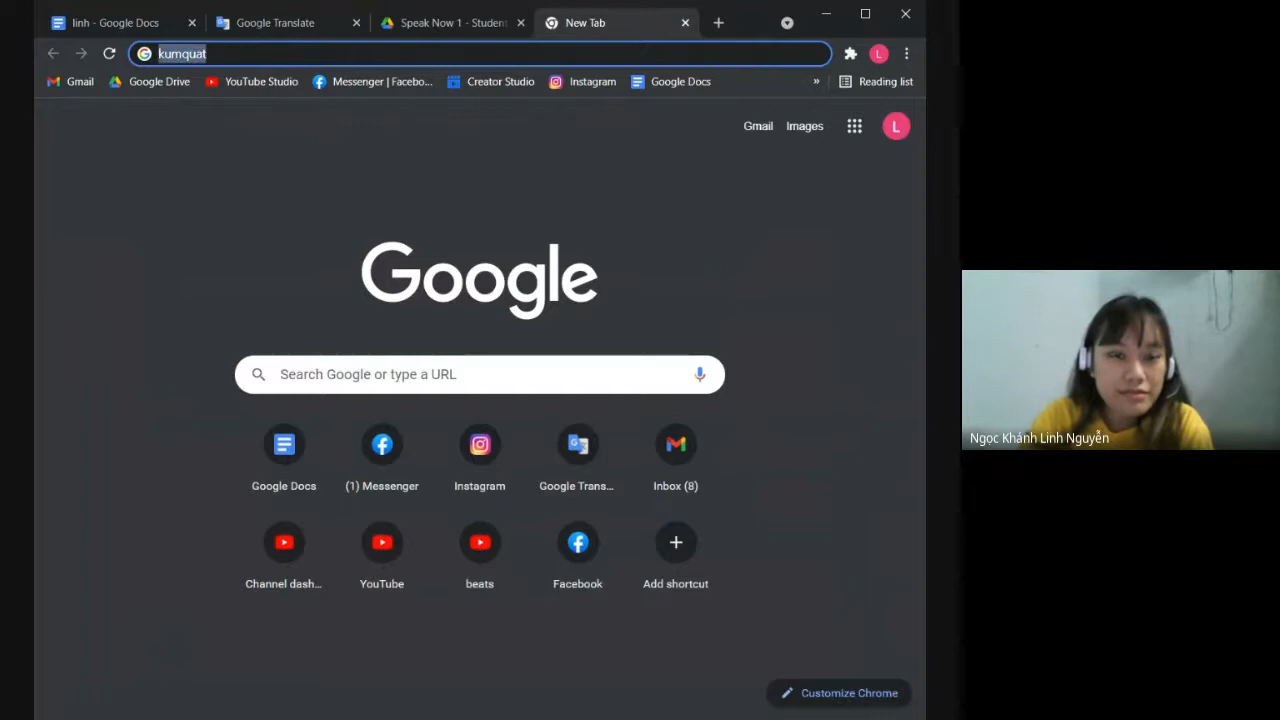 linh - Google Docs
Google Translate
Speak Now 1 - Student
New Tab
kumquat
Gmail
Google Drive
YouTube Studio
Messenger | Facebo...
Creator Studio
Instagram
Google Docs
»
Reading list
Gmail
Images
L
Google
Search Google or type a URL
Google Docs
(1) Messenger
Instagram
Google Trans...
Inbox (8)
Channel dash...
YouTube
beats
Facebook
Add shortcut
Customize Chrome
Ngọc Khánh Linh Nguyễn